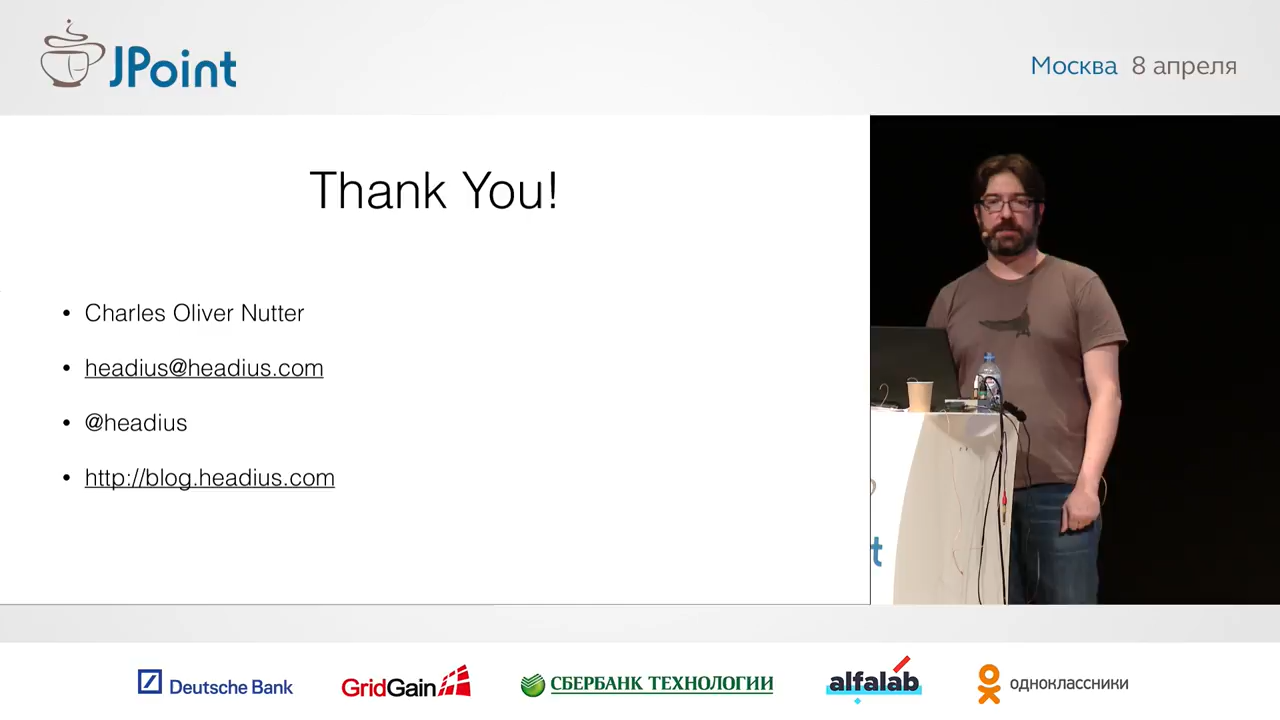 JPoint
Москва 8 апреля
Thank You!
• Charles Oliver Nutter
• headius@headius.com
• @headius
• http://blog.headius.com
t
Deutsche Bank
GridGain
СБЕРБАНК ТЕХНОЛОГИИ
alfalab
одноклассники